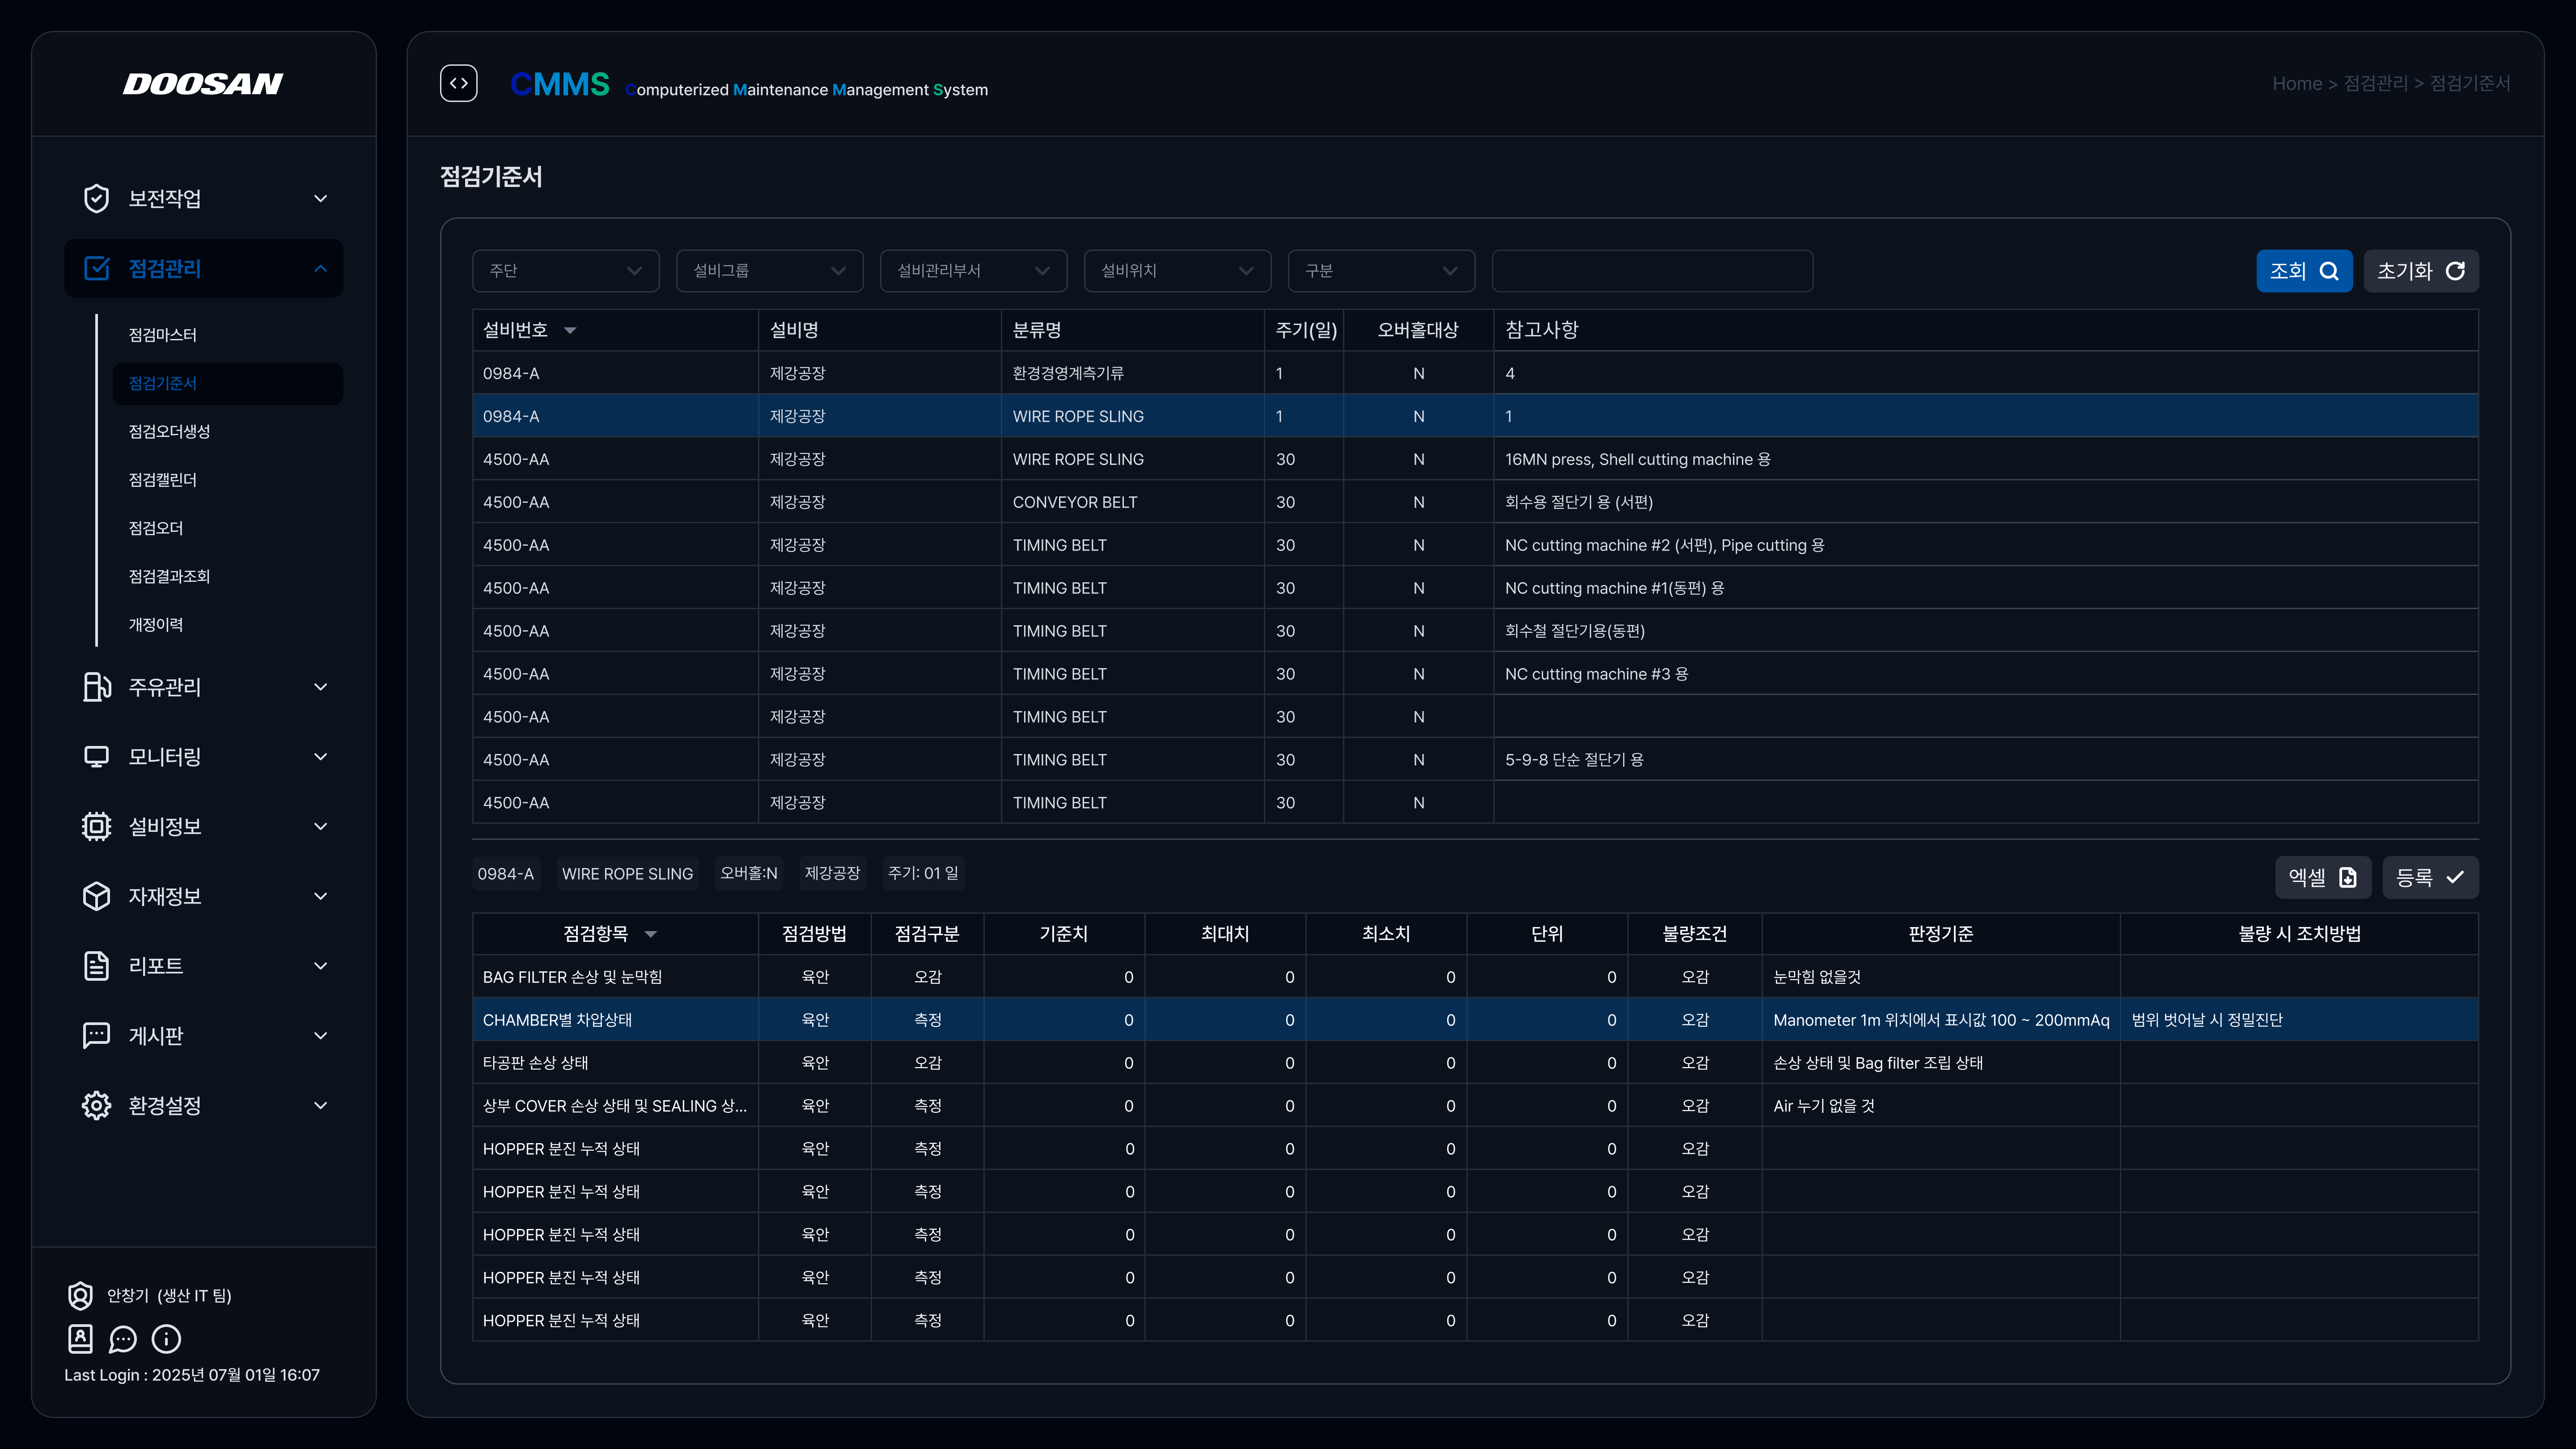 DOOSAN
보전작업
점검관리
점검마스터
점검기준서
점검오더생성
점검캘린더
점검오더
점검결과조회
개정이력
주유관리
모니터링
설비정보
자재정보
리포트
게시판
환경설정
안창기 (생산 IT 팀)
Last Login : 2025년 07월 01일 16:07
CMMS Computerized Maintenance Management System
Home > 점검관리 > 점검기준서
점검기준서
주단 설비그룹 설비관리부서 설비위치 구분 조회 초기화
설비번호 설비명 분류명 주기(일) 오버홀대상 참고사항
0984-A 제강공장 환경경영계측기류 1 N 4
0984-A 제강공장 WIRE ROPE SLING 1 N 1
4500-AA 제강공장 WIRE ROPE SLING 30 N 16MN press, Shell cutting machine 용
4500-AA 제강공장 CONVEYOR BELT 30 N 회수용 절단기 용 (서편)
4500-AA 제강공장 TIMING BELT 30 N NC cutting machine #2 (서편), Pipe cutting 용
4500-AA 제강공장 TIMING BELT 30 N NC cutting machine #1(동편) 용
4500-AA 제강공장 TIMING BELT 30 N 회수철 절단기용(동편)
4500-AA 제강공장 TIMING BELT 30 N NC cutting machine #3 용
4500-AA 제강공장 TIMING BELT 30 N
4500-AA 제강공장 TIMING BELT 30 N 5-9-8 단순 절단기 용
4500-AA 제강공장 TIMING BELT 30 N
0984-A WIRE ROPE SLING 오버홀:N 제강공장 주기: 01 일 엑셀 등록
점검항목 점검방법 점검구분 기준치 최대치 최소치 단위 불량조건 판정기준 불량 시 조치방법
BAG FILTER 손상 및 눈막힘 육안 오감 0 0 0 0 오감 눈막힘 없을것
CHAMBER별 차압상태 육안 측정 0 0 0 0 오감 Manometer 1m 위치에서 표시값 100 ~ 200mmAq 범위 벗어날 시 정밀진단
타공판 손상 상태 육안 오감 0 0 0 0 오감 손상 상태 및 Bag filter 조립 상태
상부 COVER 손상 상태 및 SEALING 상... 육안 측정 0 0 0 0 오감 Air 누기 없을 것
HOPPER 분진 누적 상태 육안 측정 0 0 0 0 오감
HOPPER 분진 누적 상태 육안 측정 0 0 0 0 오감
HOPPER 분진 누적 상태 육안 측정 0 0 0 0 오감
HOPPER 분진 누적 상태 육안 측정 0 0 0 0 오감
HOPPER 분진 누적 상태 육안 측정 0 0 0 0 오감